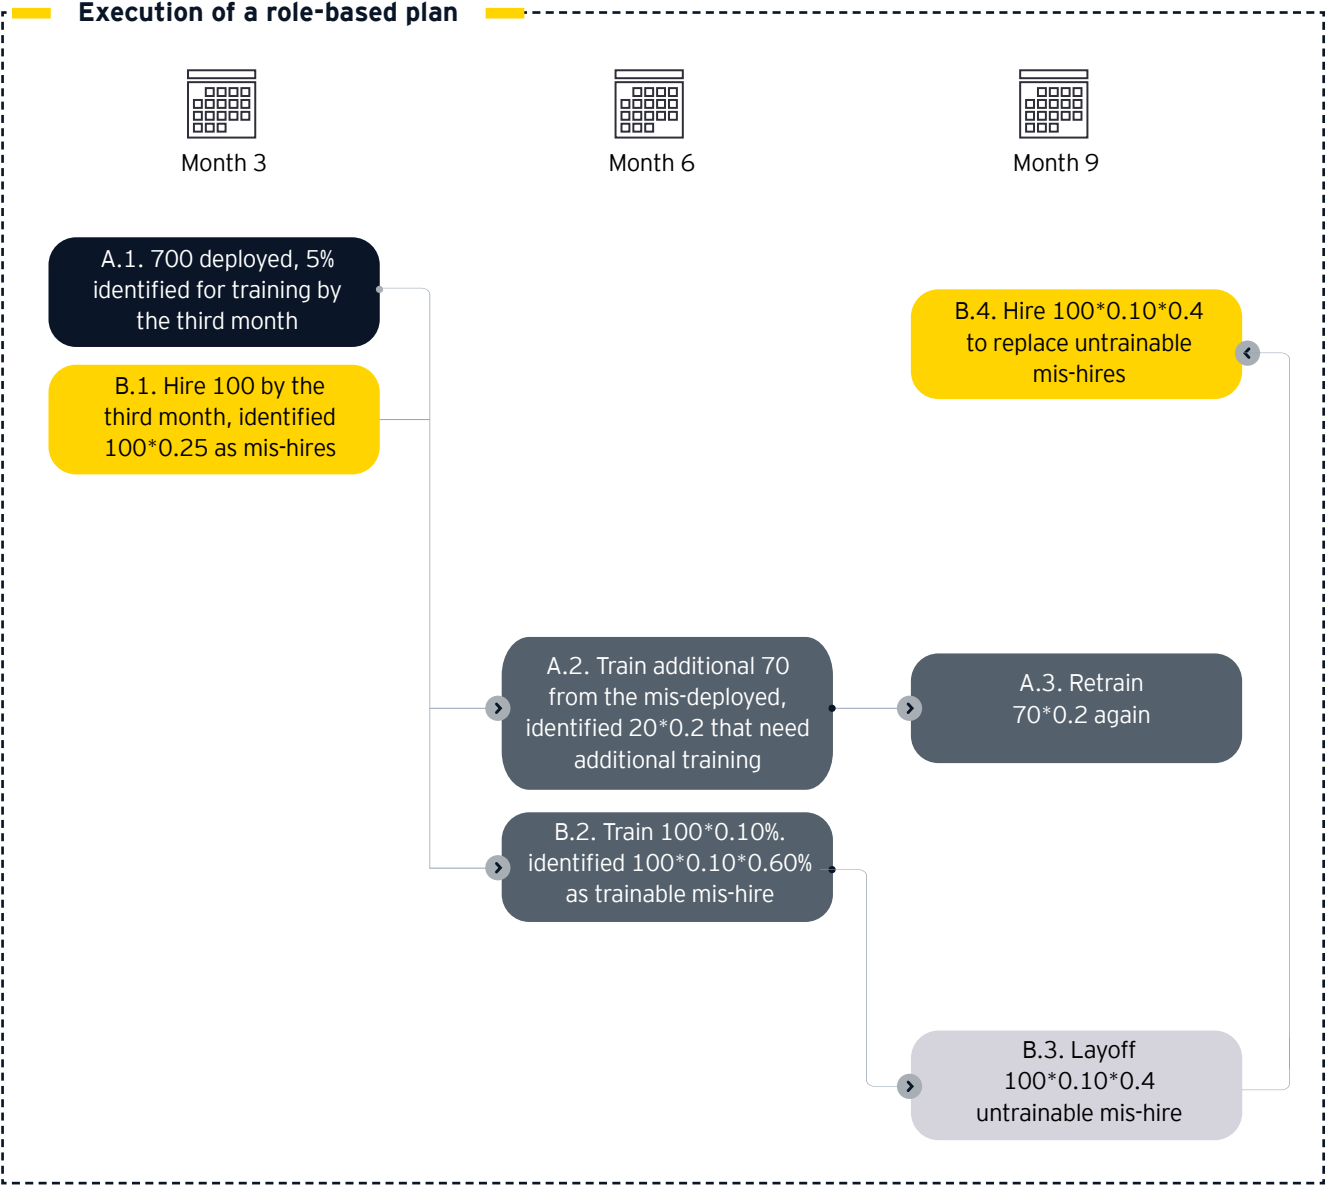 Execution of a role-based plan
Month 3
Month 6
Month 9
A.1. 700 deployed, 5%
identified for training by
the third month
B.1. Hire 100 by the
third month, identified
100*0.25 as mis-hires
B.4. Hire 100*0.10*0.4
to replace untrainable
mis-hires
A.2. Train additional 70
from the mis-deployed,
identified 20*0.2 that need
additional training
A.3. Retrain
70*0.2 again
B.2. Train 100*0.10%.
identified 100*0.10*0.60%
as trainable mis-hire
B.3. Layoff
100*0.10*0.4
untrainable mis-hire